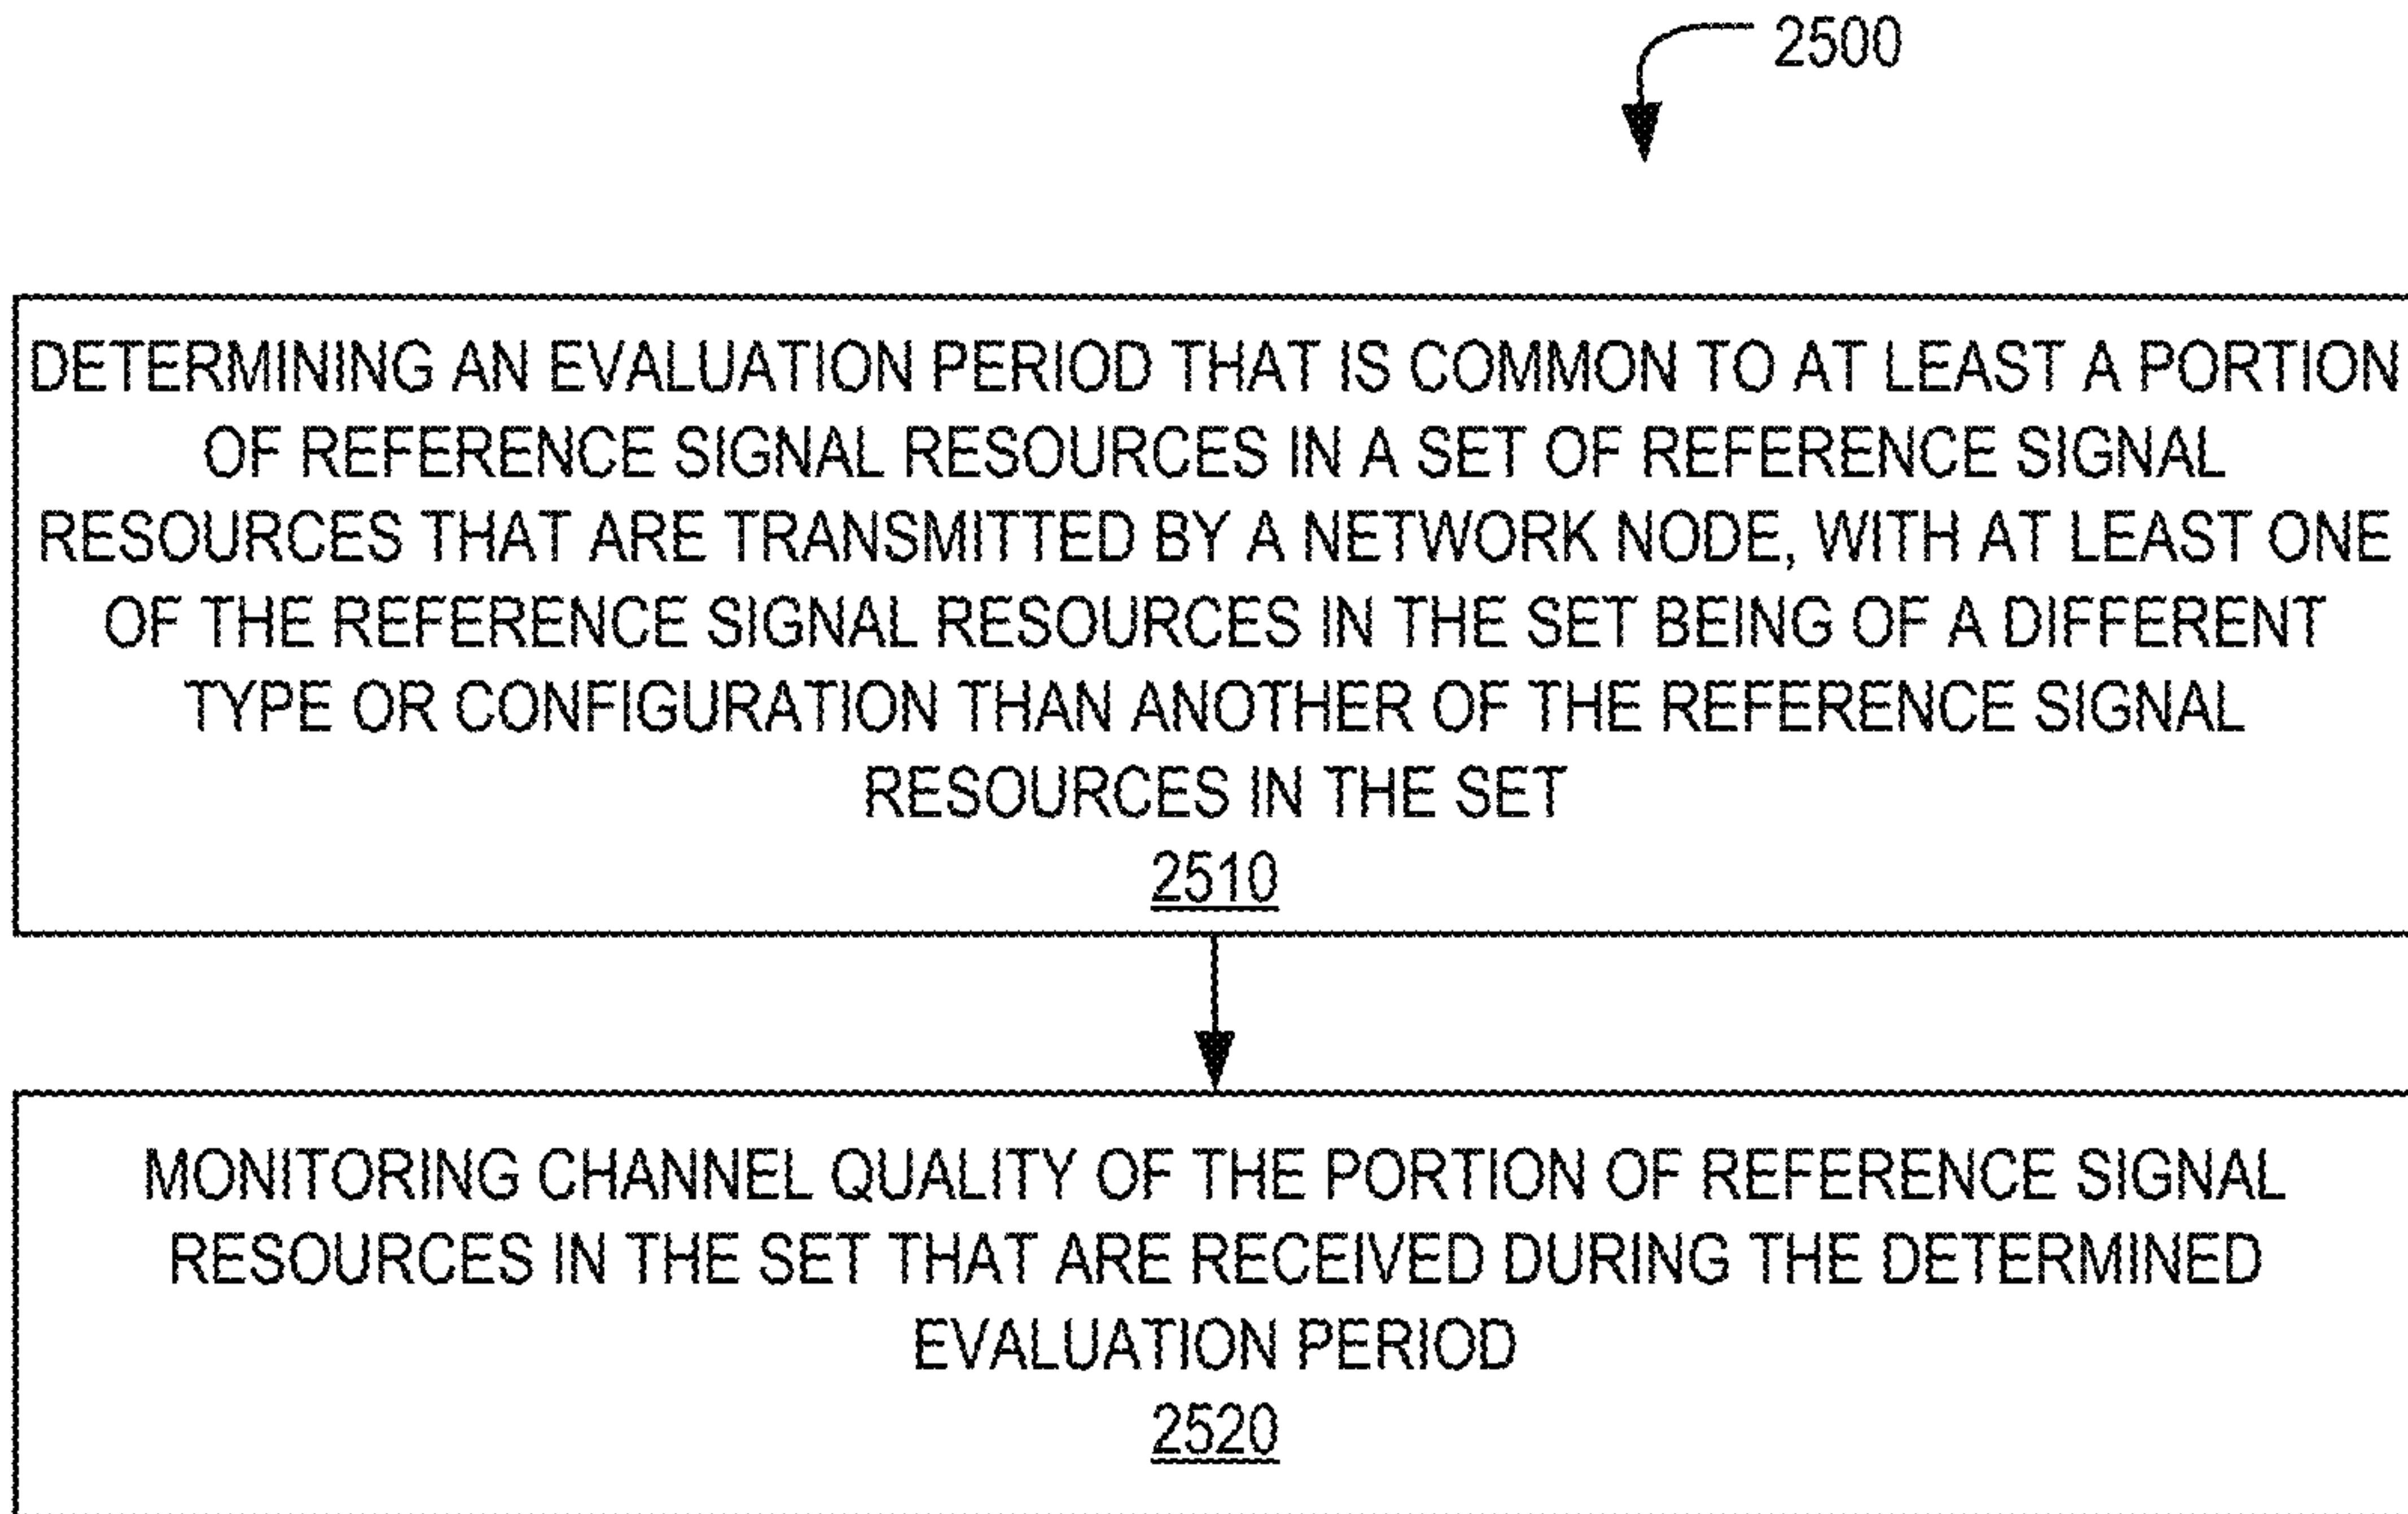 2500
DETERMINING AN EVALUATION PERIOD THAT IS COMMON TO AT LEAST A PORTION
OF REFERENCE SIGNAL RESOURCES IN A SET OF REFERENCE SIGNAL
RESOURCES THAT ARE TRANSMITTED BY A NETWORK NODE, WITH AT LEAST ONE
OF THE REFERENCE SIGNAL RESOURCES IN THE SET BEING OF A DIFFERENT
TYPE OR CONFIGURATION THAN ANOTHER OF THE REFERENCE SIGNAL
RESOURCES IN THE SET
2510
MONITORING CHANNEL QUALITY OF THE PORTION OF REFERENCE SIGNAL
RESOURCES IN THE SET THAT ARE RECEIVED DURING THE DETERMINED
EVALUATION PERIOD
2520